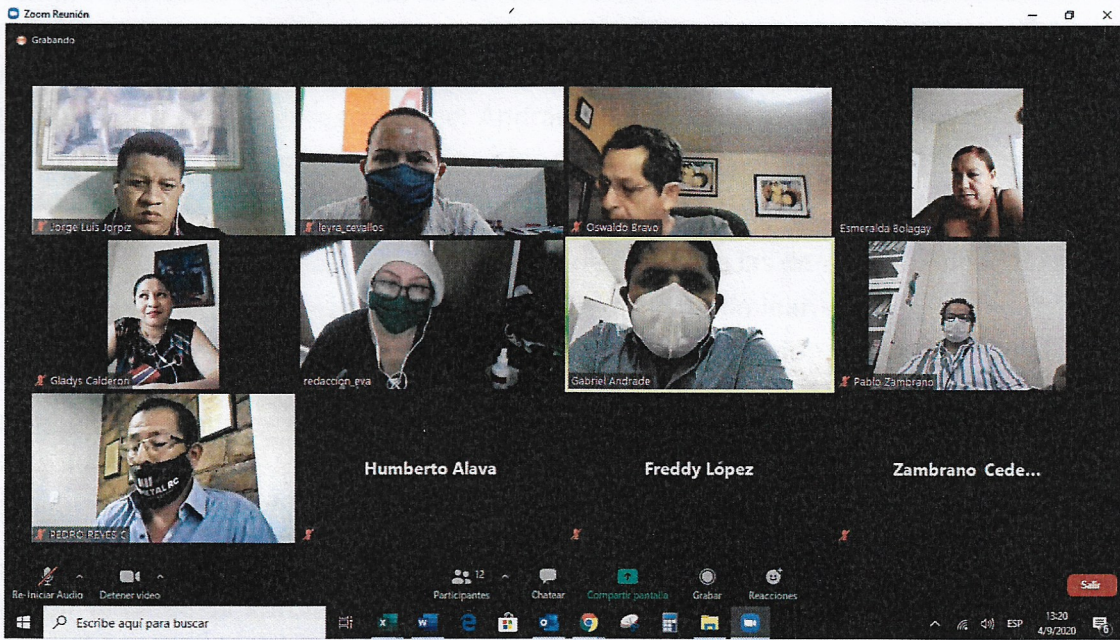 Zoom Reunión
Grabando
Jorge Luis Jorpiz
leyra_cevallos
Oswaldo Bravo
Esmeralda Bolagay
Gladys Calderon
redaccion_eva
Gabriel Andrade
Pablo Zambrano
PEDRO REYES C
Humberto Alava
Freddy López
Zambrano Cede...
Re-Iniciar Audio
Detener video
12
Participantes
Chatear
Compartir pantalla
Grabar
Reacciones
Salir
Escribe aquí para buscar
ESP
13:20
4/9/2020
6